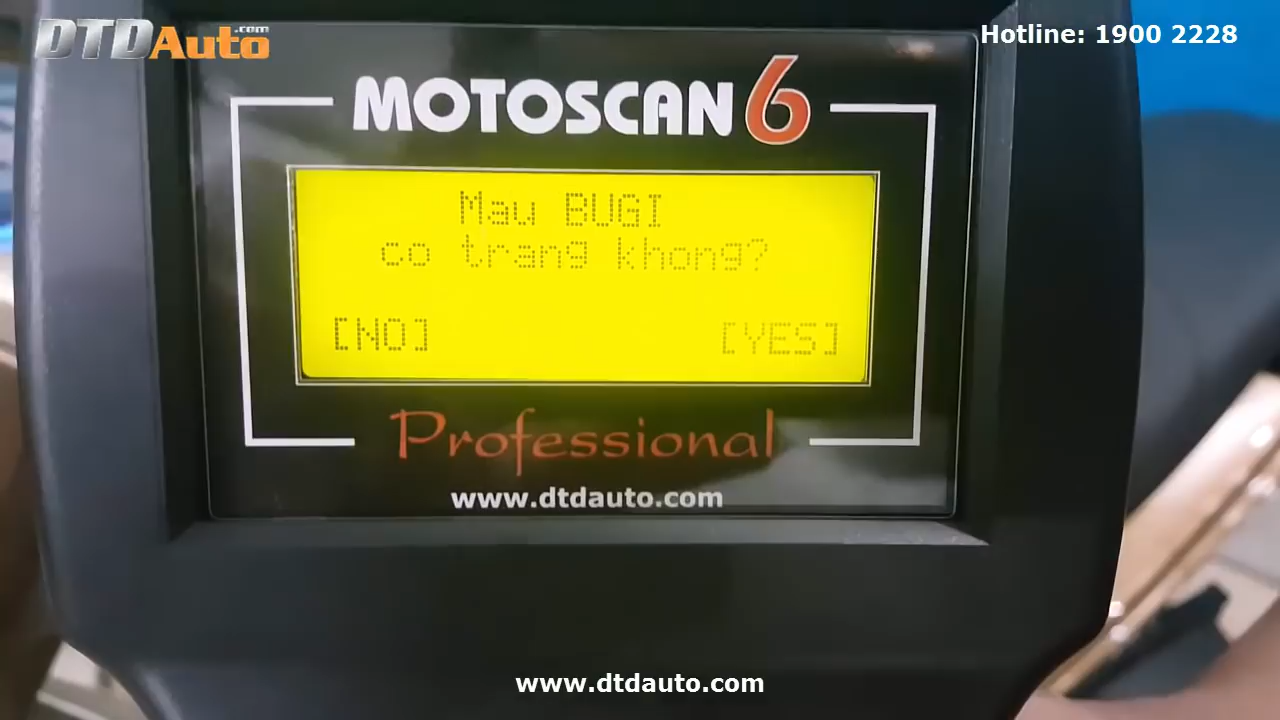 DTDAuto.com
Hotline: 1900 2228
MOTOSCAN 6
Mau BUGI
co trang khong?
[NO] [YES]
Professional
www.dtdauto.com
www.dtdauto.com